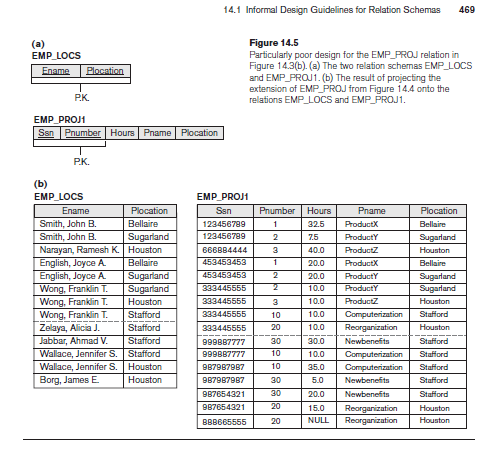 14.1 Informal Design Guidelines for Relation Schemas 469
(a)
EMP_LOCS
Ename Plocation
P.K.
EMP_PROJ1
Ssn Pnumber Hours Pname Plocation
P.K.
Figure 14.5
Particularly poor design for the EMP_PROJ relation in
Figure 14.3(b). (a) The two relation schemas EMP_LOCS
and EMP_PROJ1. (b) The result of projecting the
extension of EMP_PROJ from Figure 14.4 onto the
relations EMP_LOCS and EMP_PROJ1.
(b)
EMP_LOCS
Ename Plocation
Smith, John B. Bellaire
Smith, John B. Sugarland
Narayan, Ramesh K. Houston
English, Joyce A. Bellaire
English, Joyce A. Sugarland
Wong, Franklin T. Sugarland
Wong, Franklin T. Houston
Wong, Franklin T. Stafford
Zelaya, Alicia J. Stafford
Jabbar, Ahmad V. Stafford
Wallace, Jennifer S. Stafford
Wallace, Jennifer S. Houston
Borg, James E. Houston
EMP_PROJ1
Ssn Pnumber Hours Pname Plocation
123456789 1 32.5 ProductX Bellaire
123456789 2 7.5 ProductY Sugarland
666884444 3 40.0 ProductZ Houston
453453453 1 20.0 ProductX Bellaire
453453453 2 20.0 ProductY Sugarland
333445555 2 10.0 ProductY Sugarland
333445555 3 10.0 ProductZ Houston
333445555 10 10.0 Computerization Stafford
333445555 20 10.0 Reorganization Houston
999887777 30 30.0 Newbenefits Stafford
999887777 10 10.0 Computerization Stafford
987987987 10 35.0 Computerization Stafford
987987987 30 5.0 Newbenefits Stafford
987654321 30 20.0 Newbenefits Stafford
987654321 20 15.0 Reorganization Houston
888665555 20 NULL Reorganization Houston